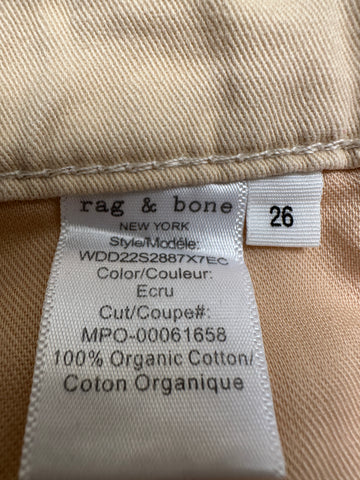 rag & bone
NEW YORK
Style/Modéle:
WDD22S2887X7EC
Color/Couleur:
Ecru
Cut/Coupe#:
MPO-00061658
100% Organic Cotton/
Coton Organique
26